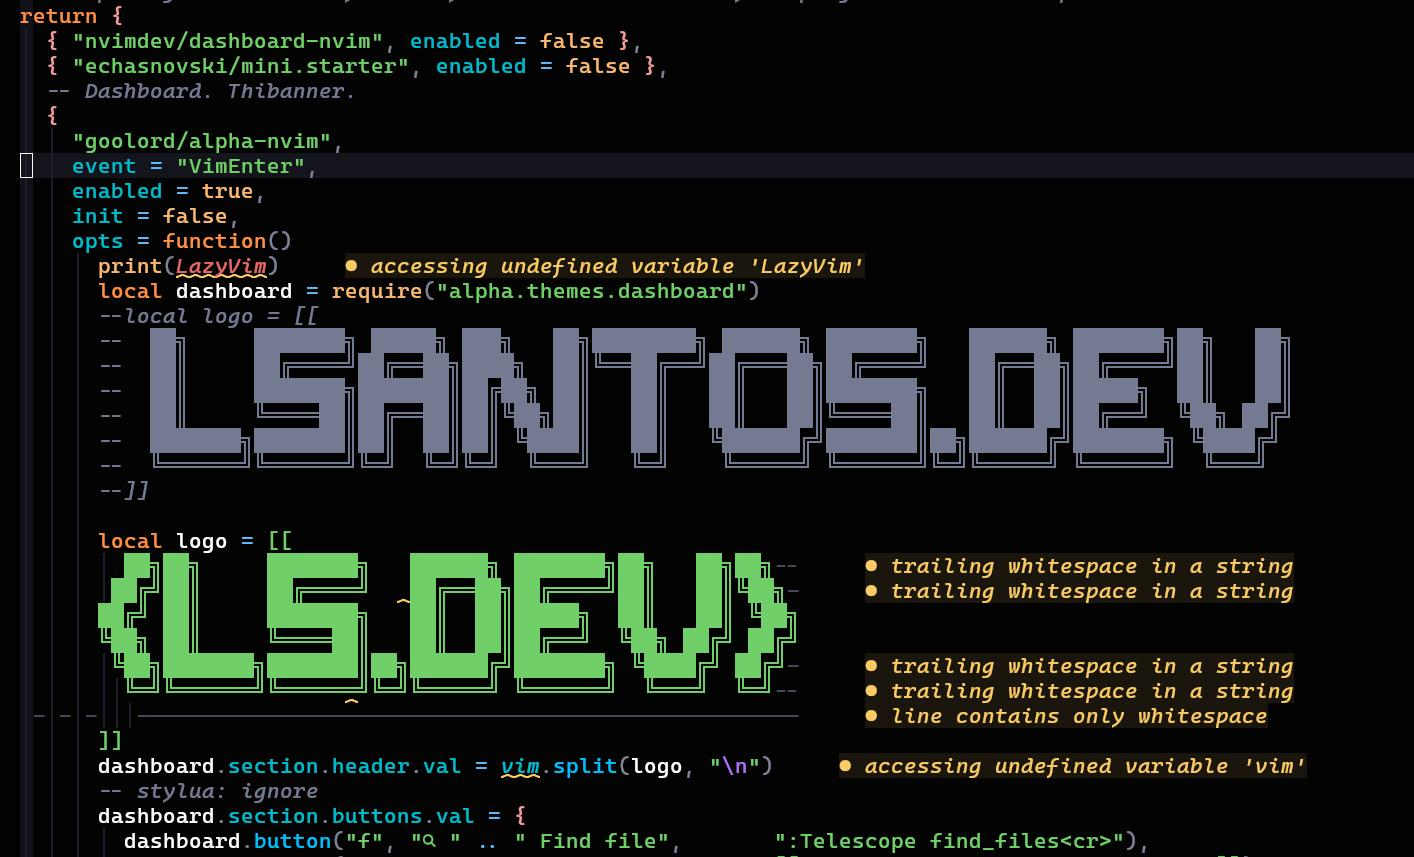 return {
{ "nvimdev/dashboard-nvim", enabled = false },
{ "echasnovski/mini.starter", enabled = false },
-- Dashboard. Thibanner.
{
"goolord/alpha-nvim",
event = "VimEnter",
enabled = true,
init = false,
opts = function()
print(LazyVim) ● accessing undefined variable 'LazyVim'
local dashboard = require("alpha.themes.dashboard")
--local logo = [[
-- LSANTOS.DEV
--]]
local logo = [[
<LS.DEV>
● trailing whitespace in a string
● trailing whitespace in a string
● trailing whitespace in a string
● trailing whitespace in a string
● line contains only whitespace
]]
dashboard.section.header.val = vim.split(logo, "\n") ● accessing undefined variable 'vim'
-- stylua: ignore
dashboard.section.buttons.val = {
dashboard.button("f", " " .. " Find file", ":Telescope find_files<cr>"),